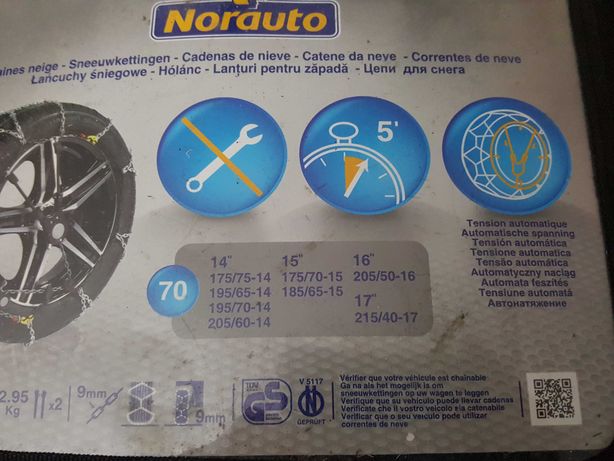 Norauto
aines neige - Sneeuwkettingen - Cadenas de nieve - Catene da neve - Correntes de neve
Łańcuchy śniegowe - Hólánc - Lanţuri pentru zăpadă - Цепи для снега
5'
Tension automatique
Automatische spanning
Tensión automática
Tensione automatica
Tensão automática
Automatyczny naciąg
Automata feszítés
Tensiune automată
Автонатяжение
70
14"
175/75-14
195/65-14
195/70-14
205/60-14
15"
175/70-15
185/65-15
16"
205/50-16
17"
215/40-17
2.95
Kg
x2
9mm
9mm
GS
V 5117
GEPRÜFT
Vérifier que votre véhicule est chaînable
Ga na als het mogelijk is om
sneeuwkettingen op uw wagen te leggen
Verifique que su vehículo puede llevar cadenas
Verificate che il vostro veicolo è la catenabile
Verificar que o seu veículo pode utilizar
correntes de neve